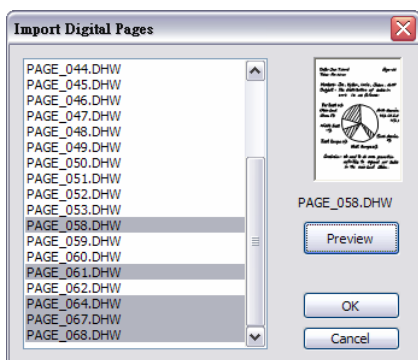 Import Digital Pages
PAGE_044.DHW
PAGE_045.DHW
PAGE_046.DHW
PAGE_047.DHW
PAGE_048.DHW
PAGE_049.DHW
PAGE_050.DHW
PAGE_051.DHW
PAGE_052.DHW
PAGE_053.DHW
PAGE_058.DHW
PAGE_059.DHW
PAGE_060.DHW
PAGE_061.DHW
PAGE_062.DHW
PAGE_064.DHW
PAGE_067.DHW
PAGE_068.DHW
PAGE_058.DHW
Preview
OK
Cancel